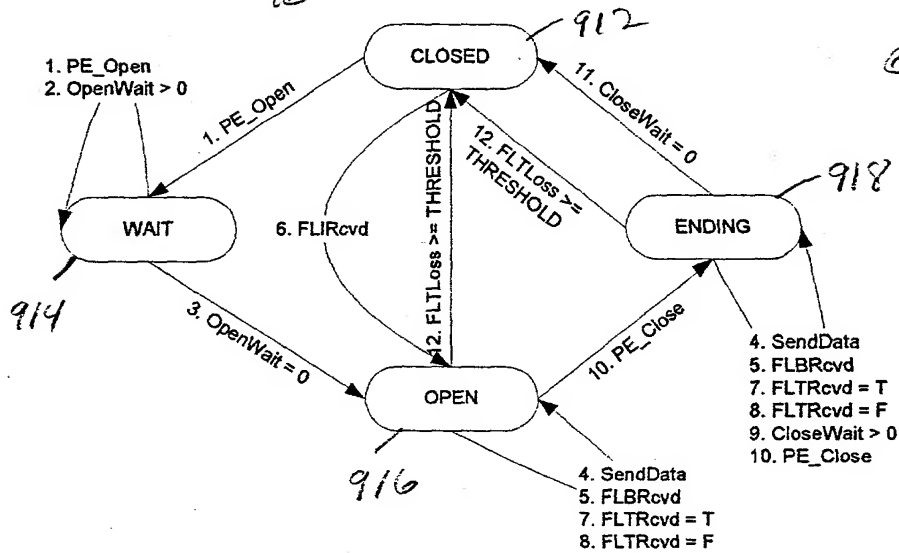 912
CLOSED
1. PE_Open
2. OpenWait > 0
1. PE_Open
11. CloseWait = 0
12. FLTLoss >= THRESHOLD
12. FLTLoss >=
THRESHOLD
918
WAIT
6. FLIRcvd
ENDING
914
3. OpenWait = 0
10. PE_Close
OPEN
916
4. SendData
5. FLBRcvd
7. FLTRcvd = T
8. FLTRcvd = F
9. CloseWait > 0
10. PE_Close
4. SendData
5. FLBRcvd
7. FLTRcvd = T
8. FLTRcvd = F